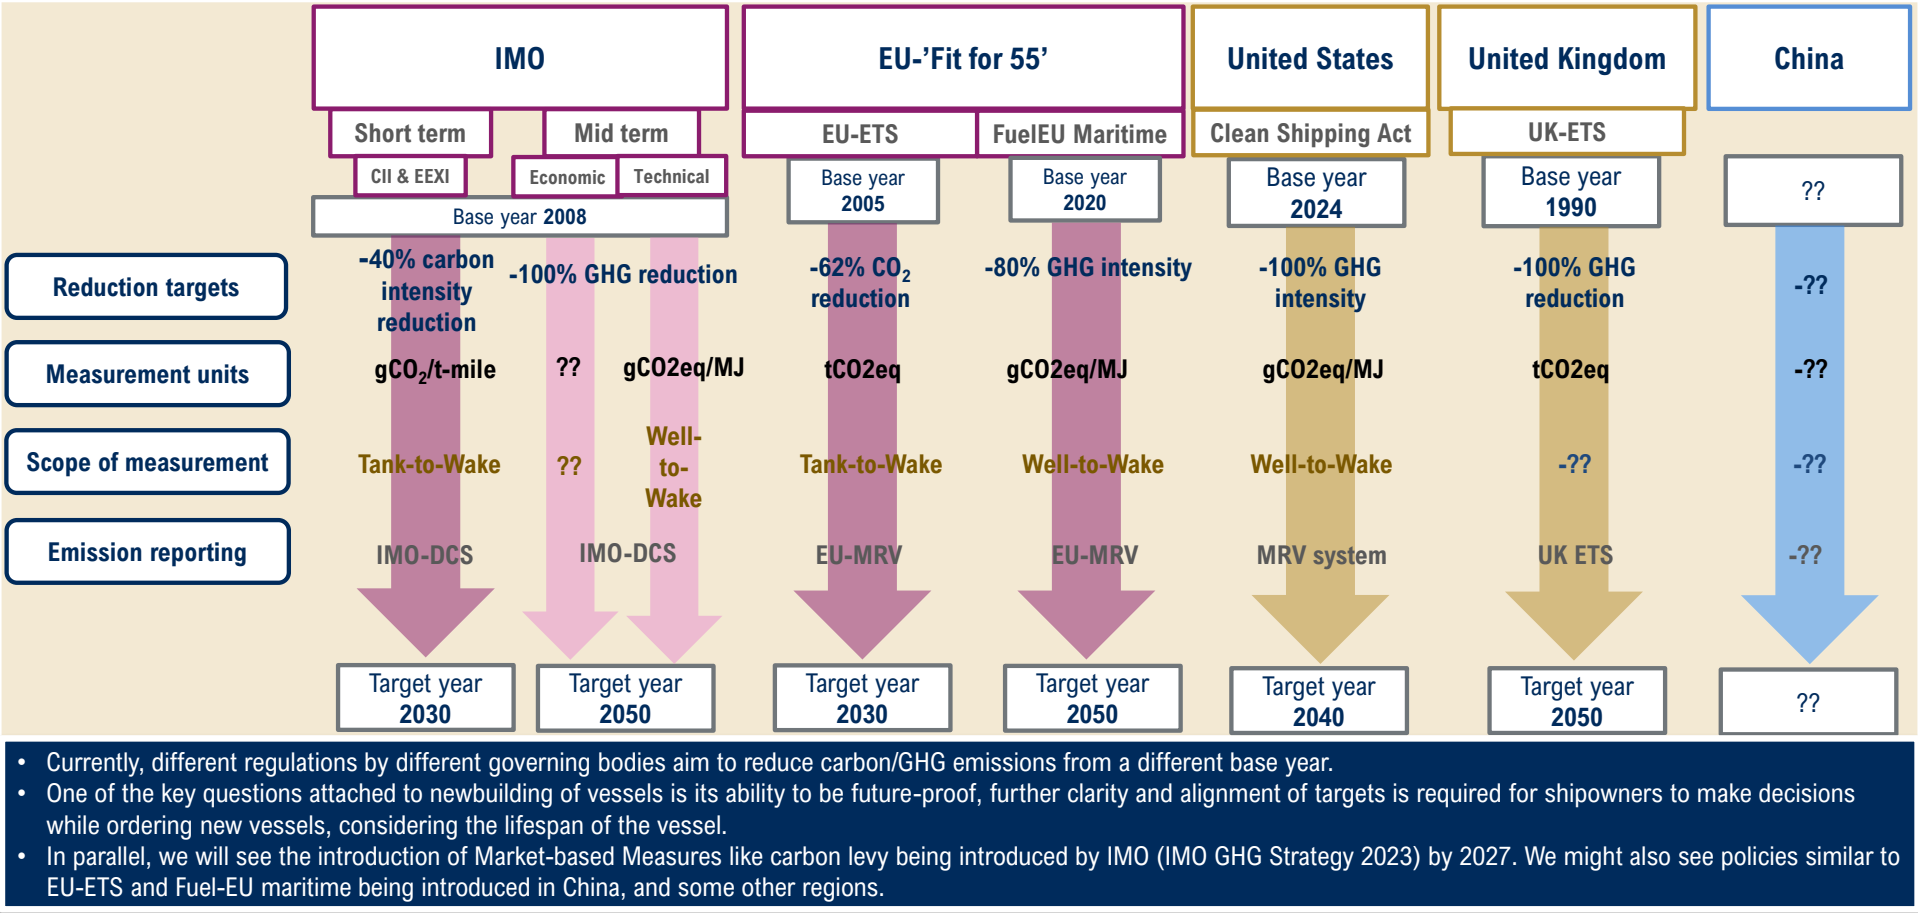 IMO
EU-’Fit for 55’
United States
United Kingdom
China
Short term
Mid term
EU-ETS
FuelEU Maritime
Clean Shipping Act
UK-ETS
CII & EEXI
Economic
Technical
Base year 2008
Base year
2005
Base year
2020
Base year
2024
Base year
1990
??
Reduction targets
-40% carbon
intensity
reduction
-100% GHG reduction
-62% CO₂
reduction
-80% GHG intensity
-100% GHG
intensity
-100% GHG
reduction
-??
Measurement units
gCO₂/t-mile
??
gCO2eq/MJ
tCO2eq
gCO2eq/MJ
gCO2eq/MJ
tCO2eq
-??
Scope of measurement
Tank-to-Wake
??
Well-
to-
Wake
Tank-to-Wake
Well-to-Wake
Well-to-Wake
-??
-??
Emission reporting
IMO-DCS
IMO-DCS
EU-MRV
EU-MRV
MRV system
UK ETS
-??
Target year
2030
Target year
2050
Target year
2030
Target year
2050
Target year
2040
Target year
2050
??
• Currently, different regulations by different governing bodies aim to reduce carbon/GHG emissions from a different base year.
• One of the key questions attached to newbuilding of vessels is its ability to be future-proof, further clarity and alignment of targets is required for shipowners to make decisions
while ordering new vessels, considering the lifespan of the vessel.
• In parallel, we will see the introduction of Market-based Measures like carbon levy being introduced by IMO (IMO GHG Strategy 2023) by 2027. We might also see policies similar to
EU-ETS and Fuel-EU maritime being introduced in China, and some other regions.